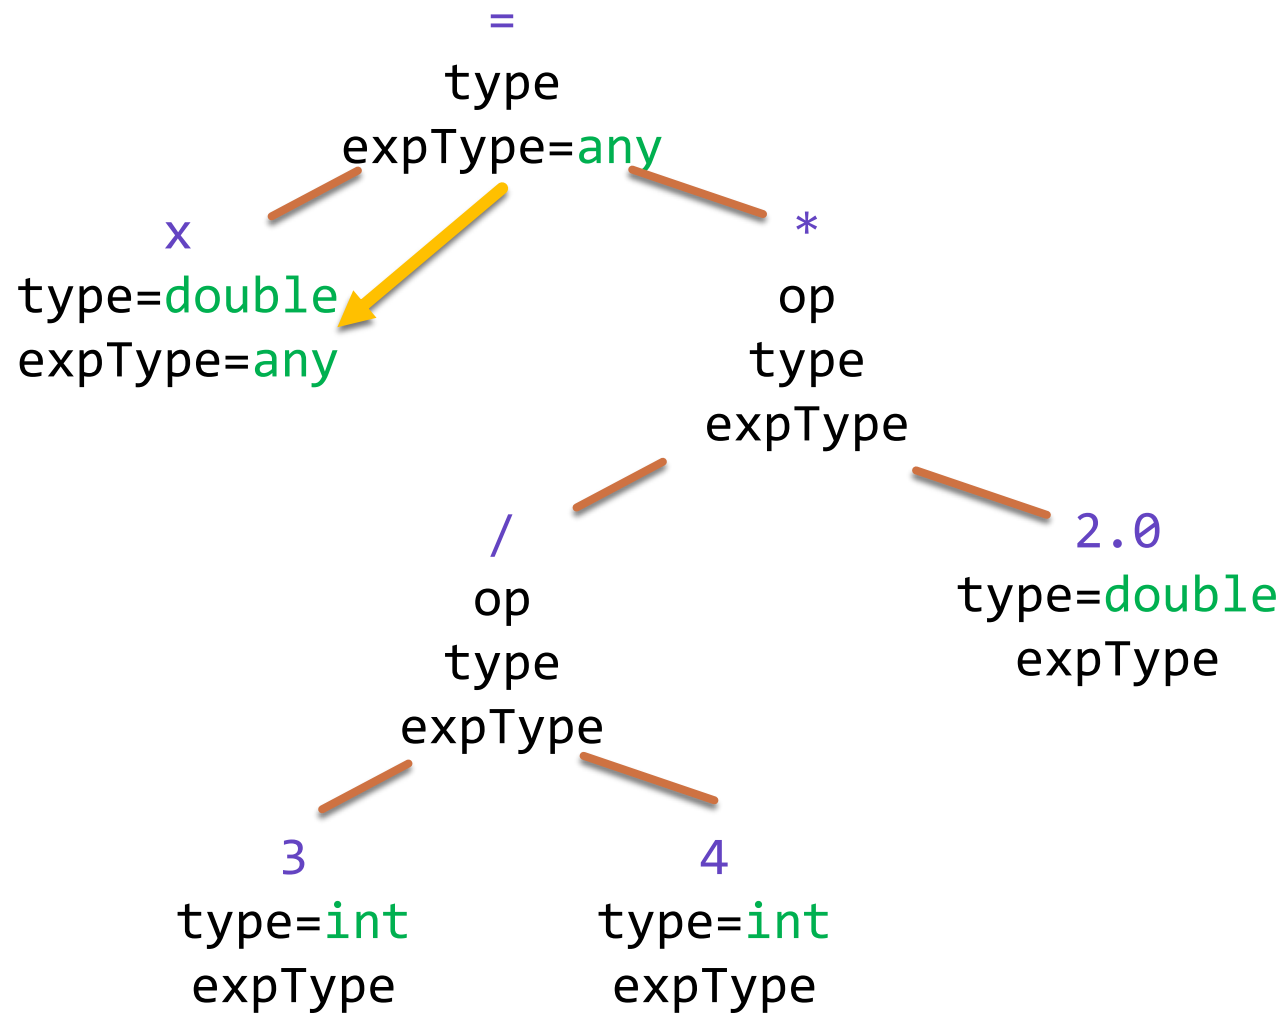 =
type
expType=any
x
type=double
expType=any
*
op
type
expType
/
op
type
expType
2.0
type=double
expType
3
type=int
expType
4
type=int
expType